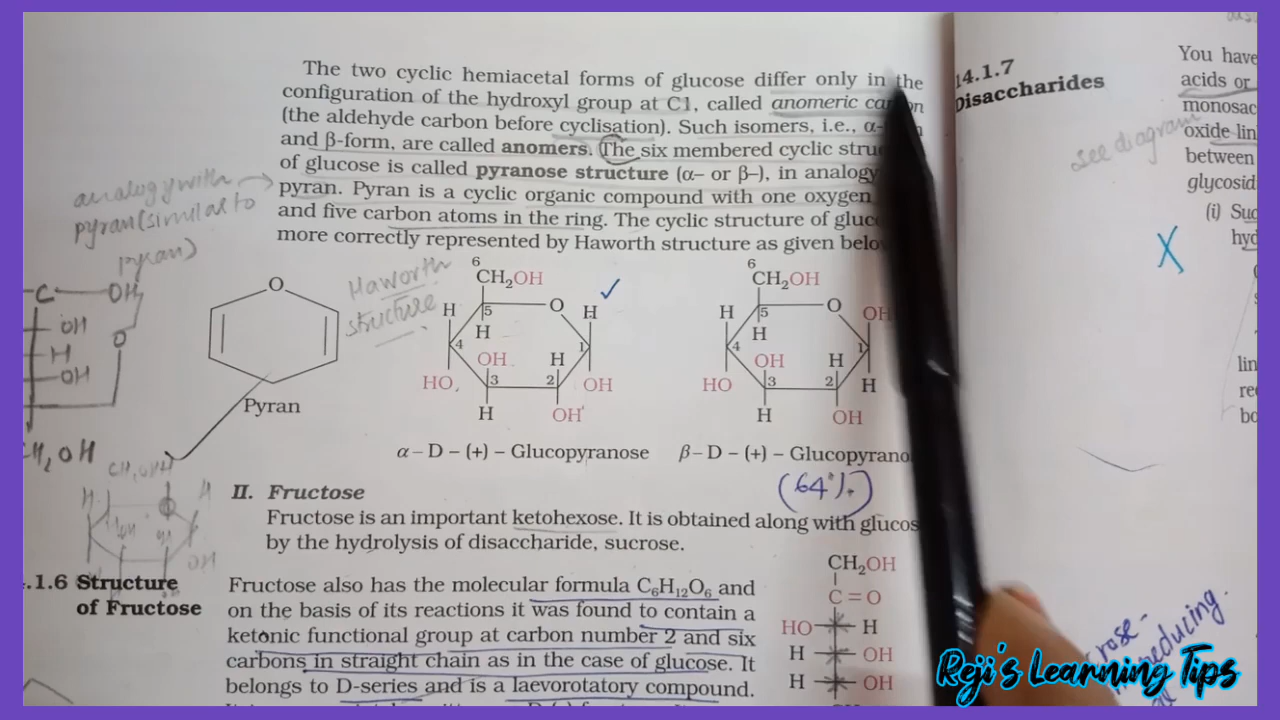 The two cyclic hemiacetal forms of glucose differ only in the
configuration of the hydroxyl group at C1, called anomeric
(the aldehyde carbon before cyclisation). Such isomers, i.e.,
and β-form, are called anomers. The six membered cyclic
of glucose is called pyranose structure (α– or β–), in analogy
pyran. Pyran is a cyclic organic compound with one oxygen
and five carbon atoms in the ring. The cyclic structure of
more correctly represented by Haworth structure as given
analogy with
pyran (similar to
pyran)
Haworth
structure
C OH
OH
O
H
OH
CH2OH
O
Pyran
6
CH2OH
H 5 O H
H
4 OH H 1
HO 3 2 OH
H OH
α – D – (+) – Glucopyranose
6
CH2OH
H 5 O OH
H
4 OH H 1
HO 3 2 H
H OH
β – D – (+) –
(64%)
II. Fructose
Fructose is an important ketohexose. It is obtained along with
by the hydrolysis of disaccharide, sucrose.
.1.6 Structure
of Fructose
Fructose also has the molecular formula C6H12O6 and
on the basis of its reactions it was found to contain a
ketonic functional group at carbon number 2 and six
carbons in straight chain as in the case of glucose. It
belongs to D-series and is a laevorotatory compound.
CH2OH
C=O
HO H
H OH
H OH
14.1.7
Disaccharides
see diagram
You have
acids or
monosac
oxide lin
between
glycosid
(i) Suc
hyd
lin
re
bo
Reji's Learning Tips